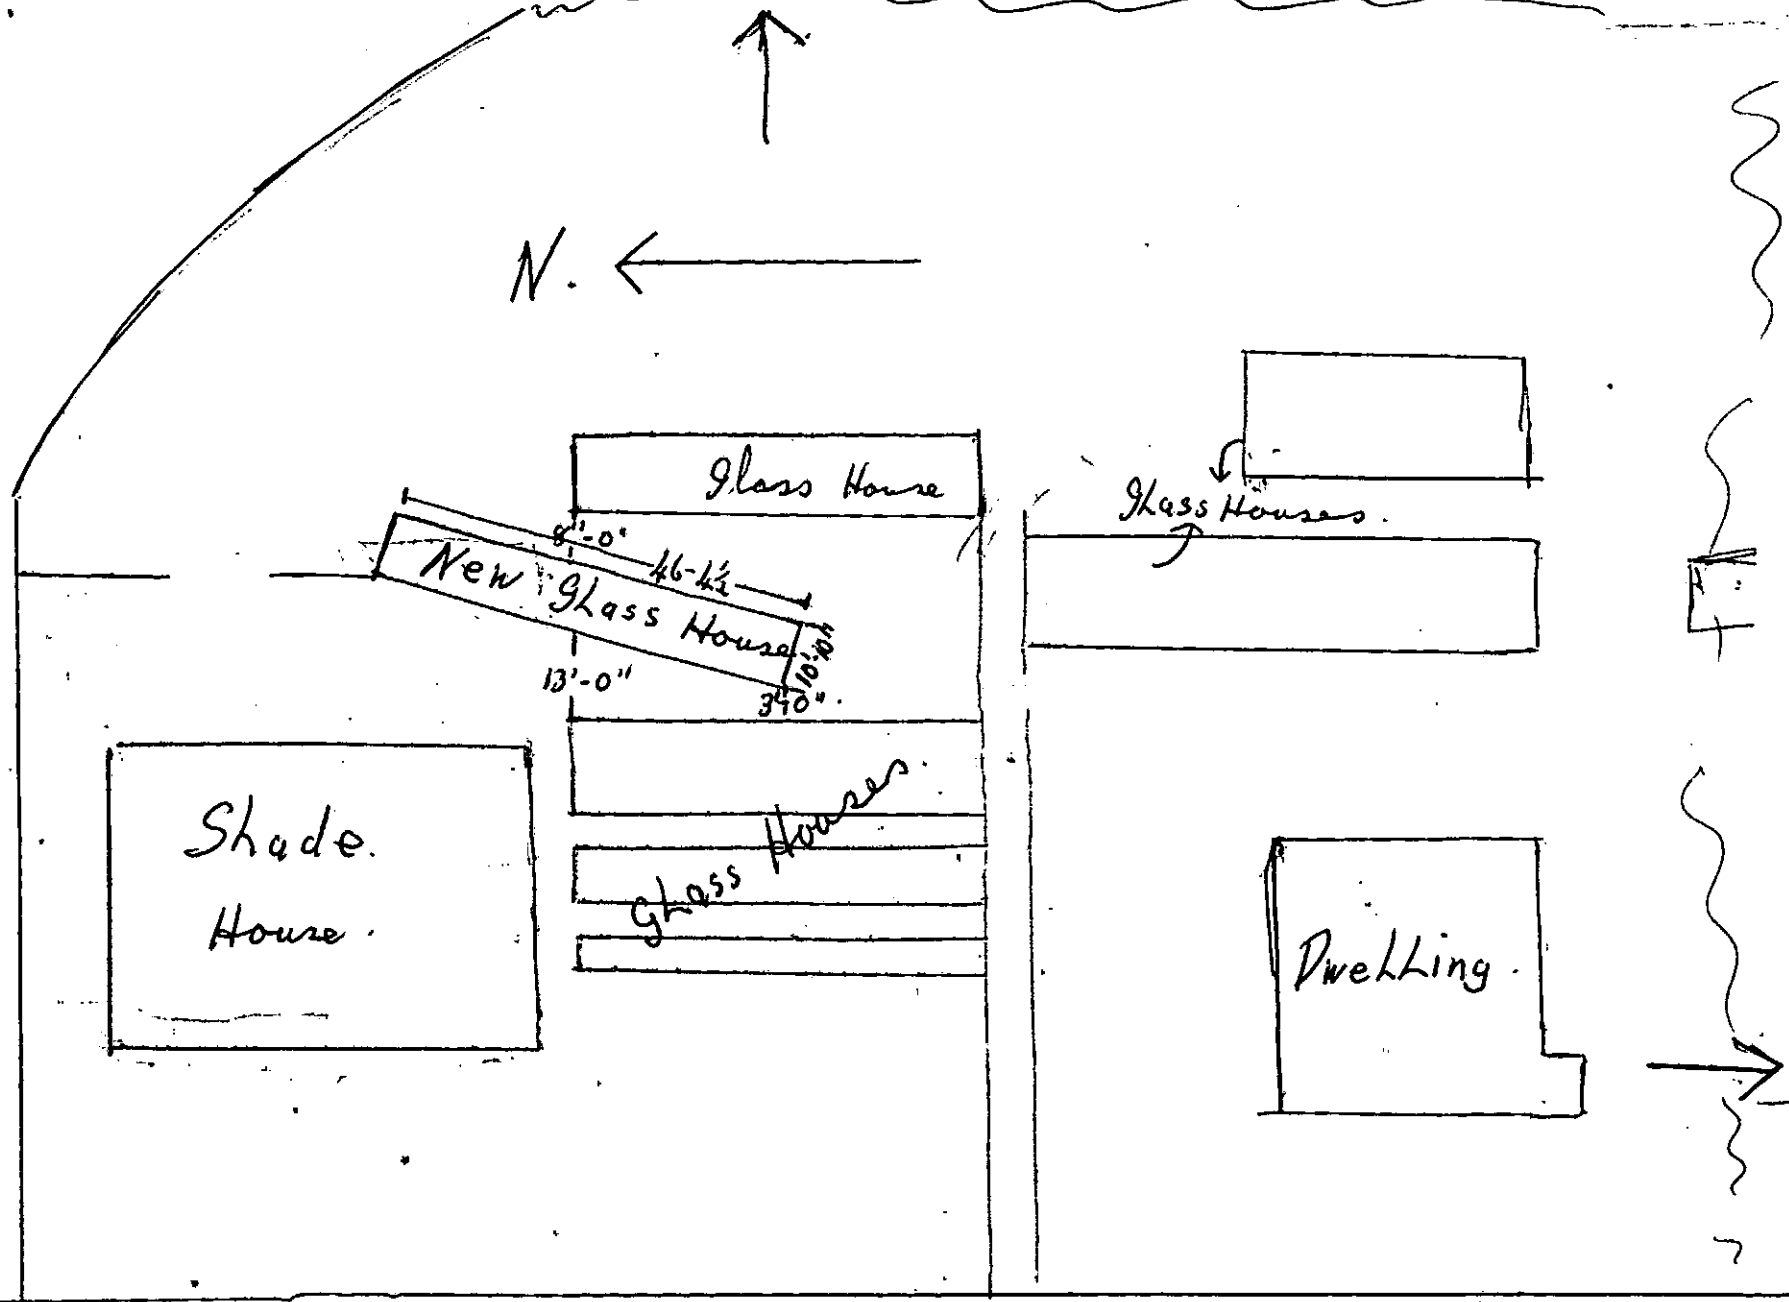 N.
Glass House
Glass Houses.
8'-0"
46-4½
New Glass House
10'-10"
13'-0"
3'-0".
Shade.
House.
Glass Houses.
Dwelling.